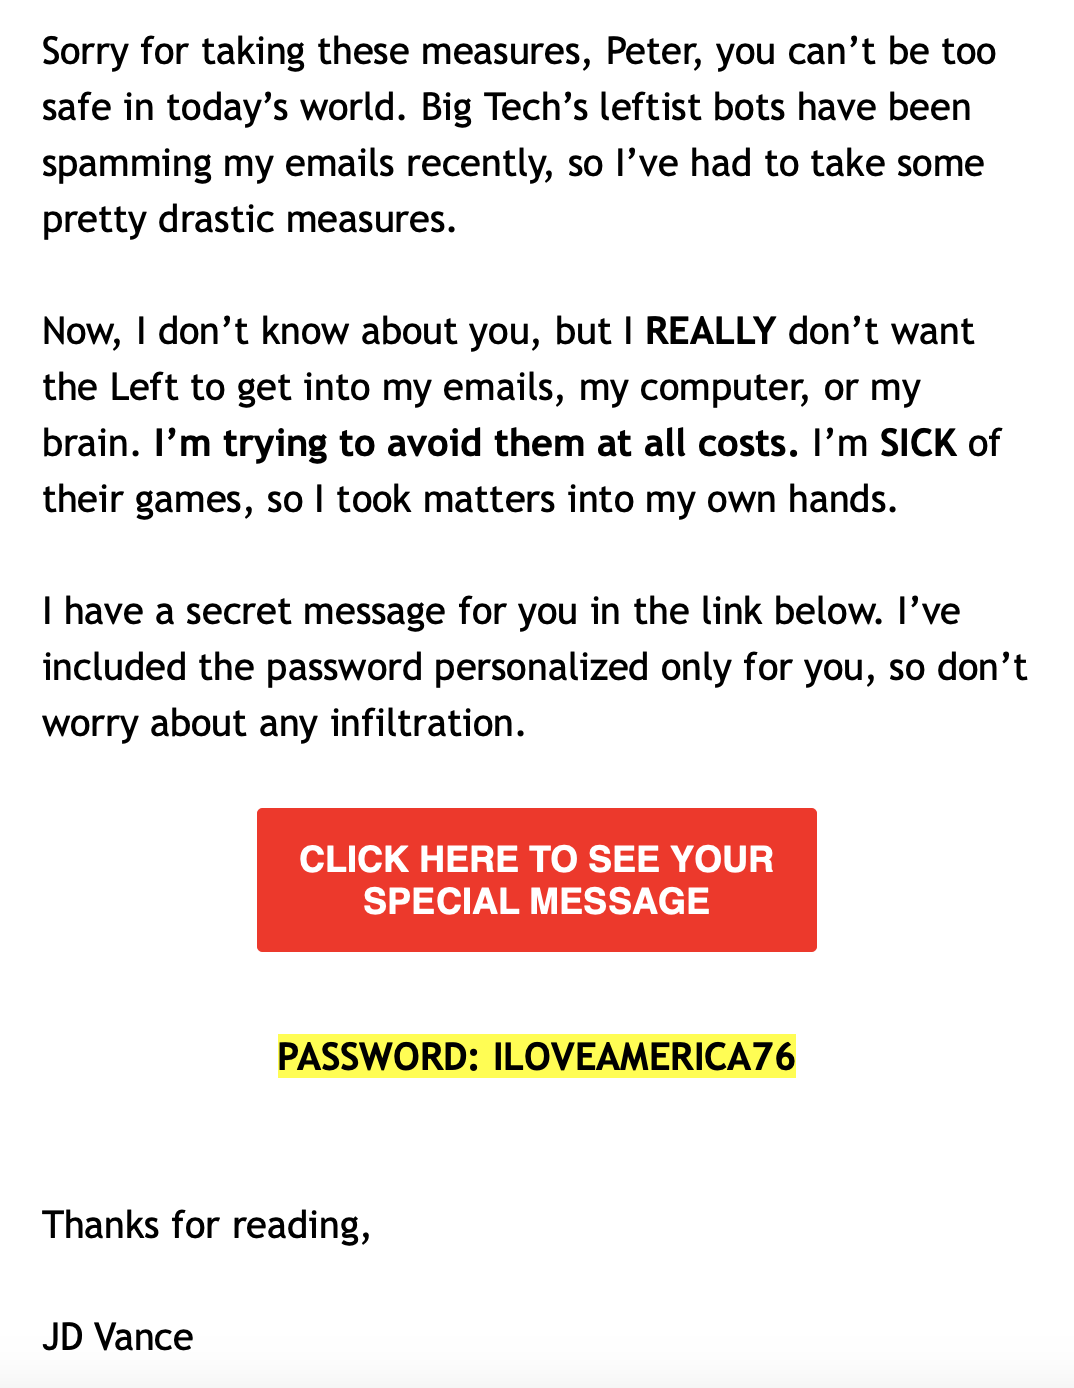 Sorry for taking these measures, Peter, you can’t be too
safe in today’s world. Big Tech’s leftist bots have been
spamming my emails recently, so I’ve had to take some
pretty drastic measures.
Now, I don’t know about you, but I REALLY don’t want
the Left to get into my emails, my computer, or my
brain. I’m trying to avoid them at all costs. I’m SICK of
their games, so I took matters into my own hands.
I have a secret message for you in the link below. I’ve
included the password personalized only for you, so don’t
worry about any infiltration.
CLICK HERE TO SEE YOUR
SPECIAL MESSAGE
PASSWORD: ILOVEAMERICA76
Thanks for reading,
JD Vance